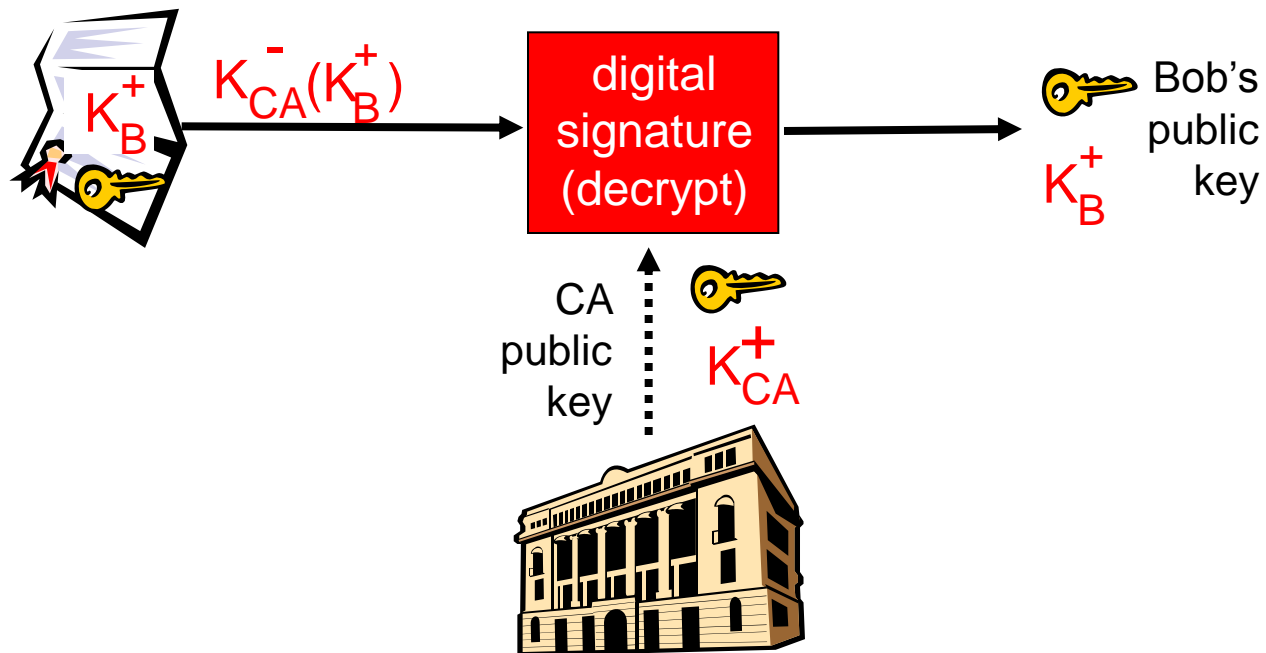 K_B^+
K_CA^-(K_B^+)
digital
signature
(decrypt)
Bob’s
public
key
K_B^+
CA
public
key
K_CA^+